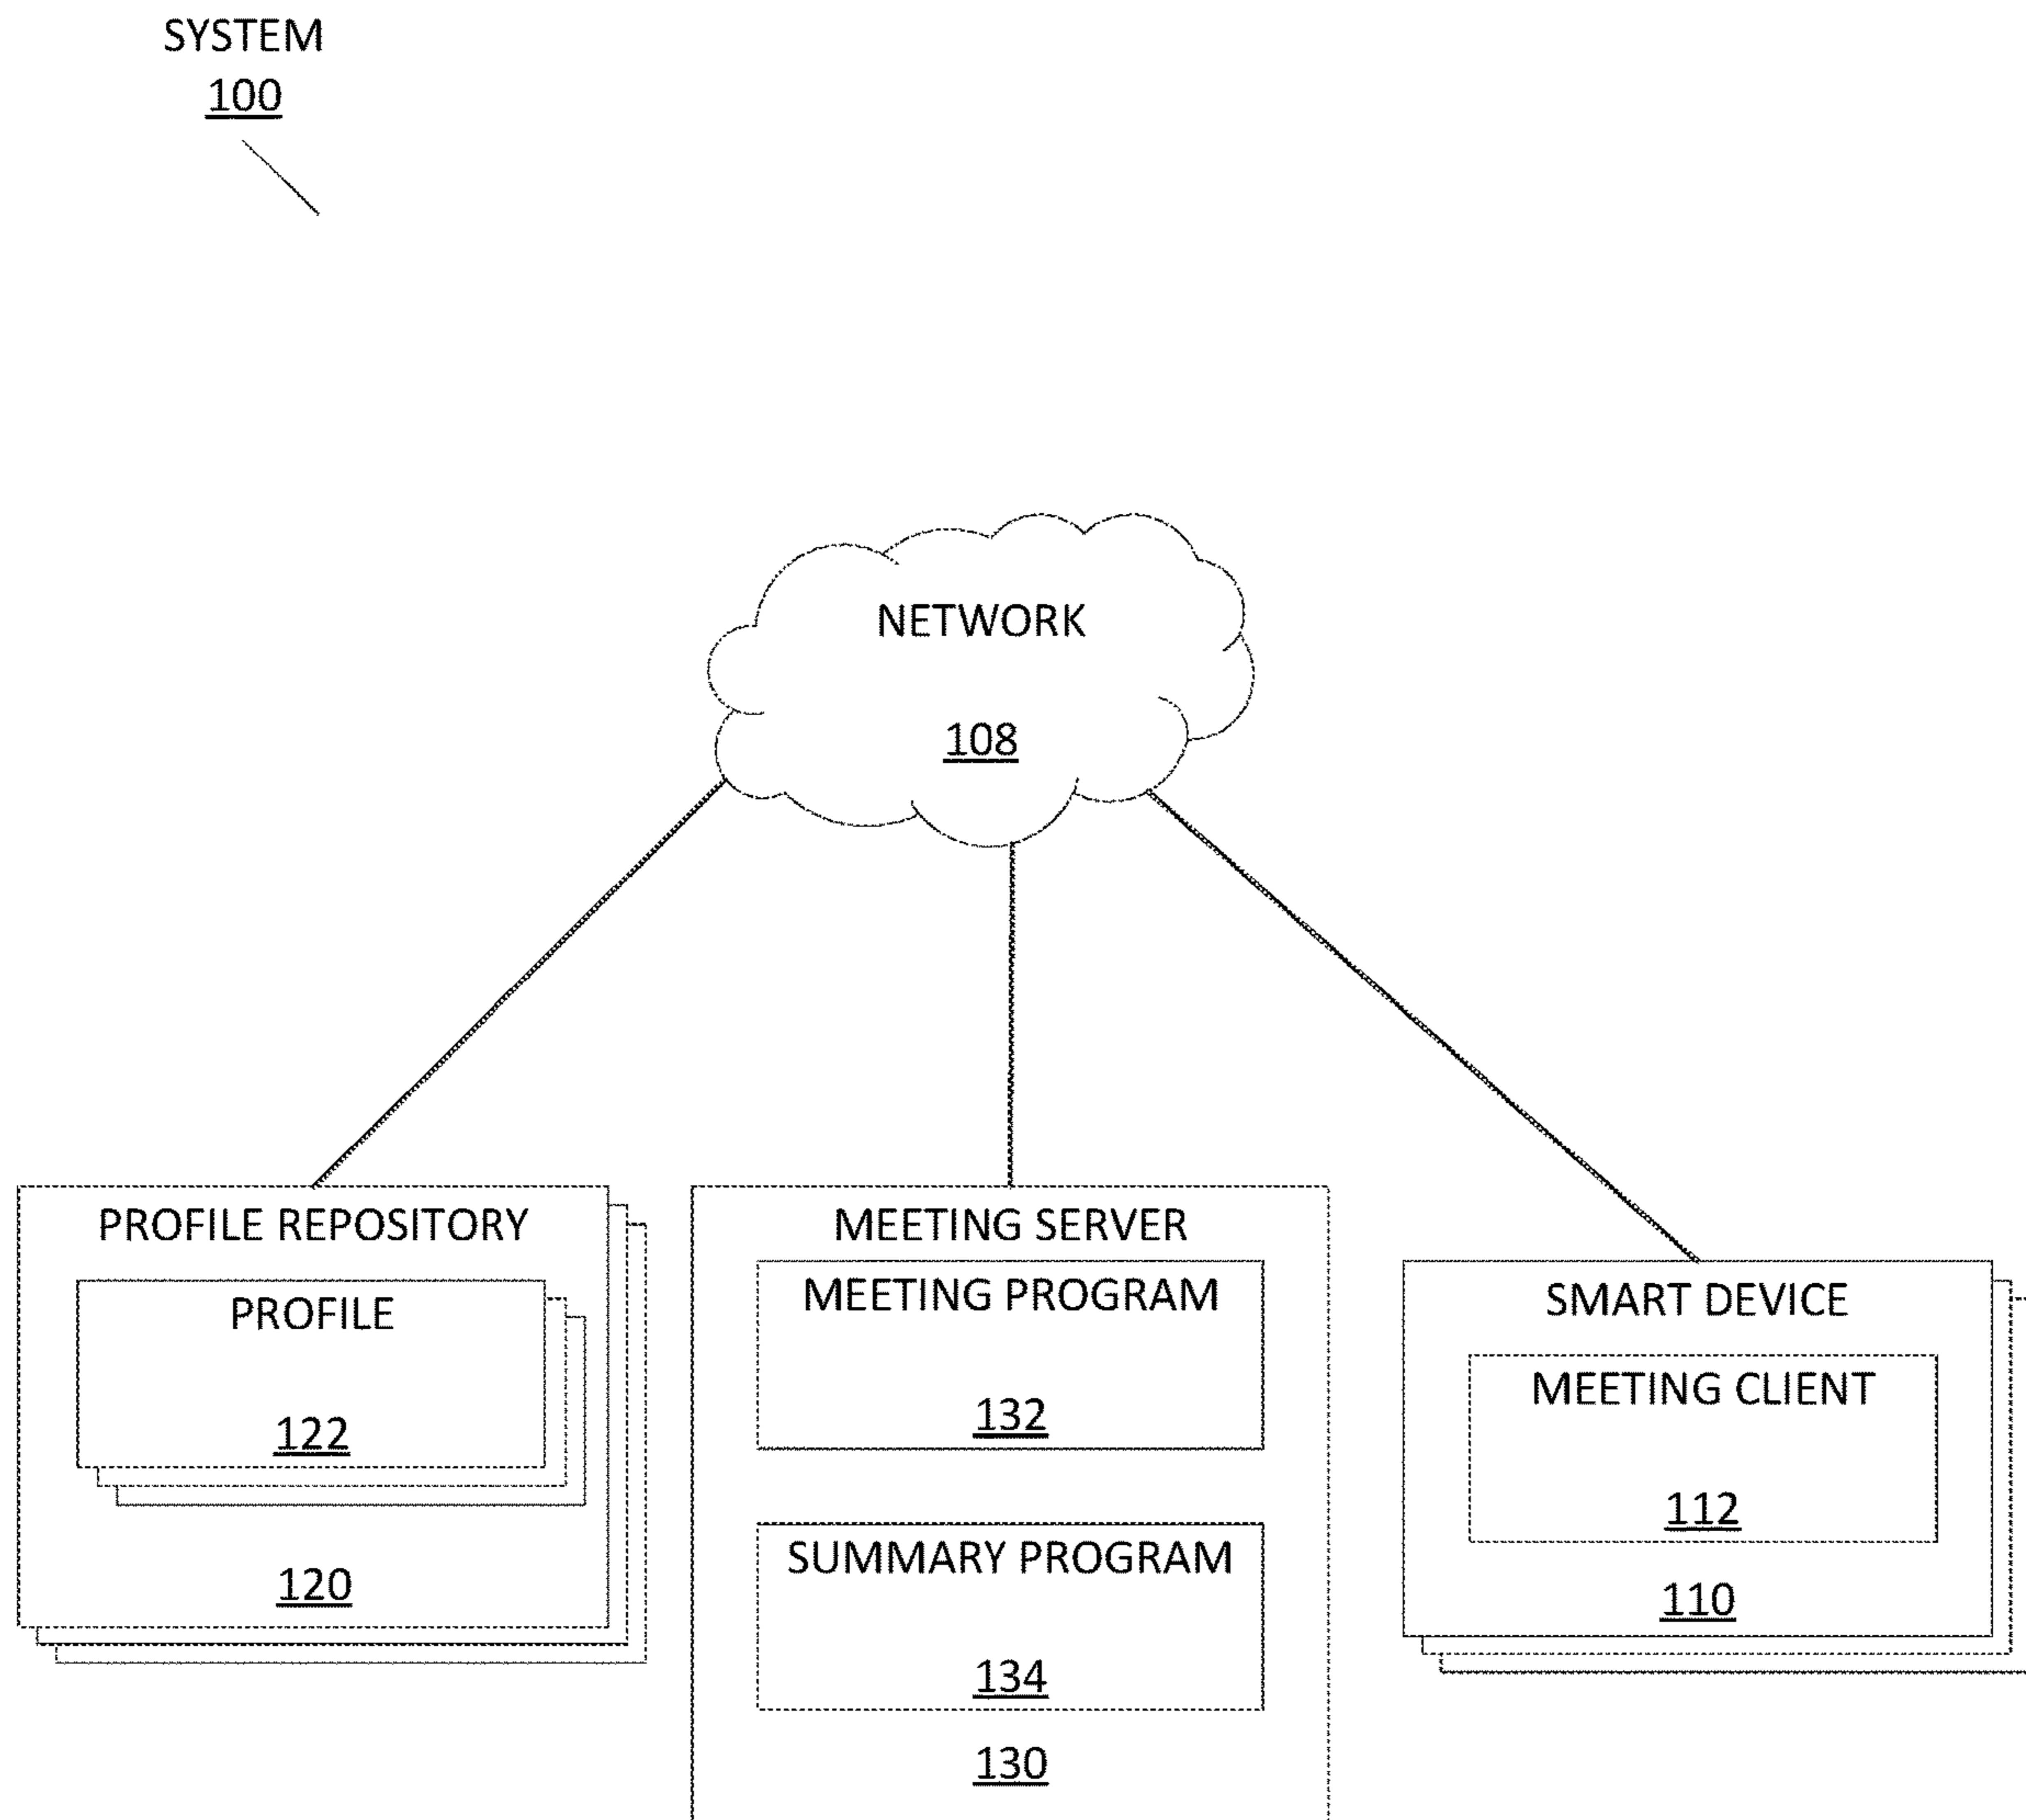 SYSTEM
100
NETWORK
108
PROFILE REPOSITORY
PROFILE
122
120
MEETING SERVER
MEETING PROGRAM
132
SUMMARY PROGRAM
134
130
SMART DEVICE
MEETING CLIENT
112
110